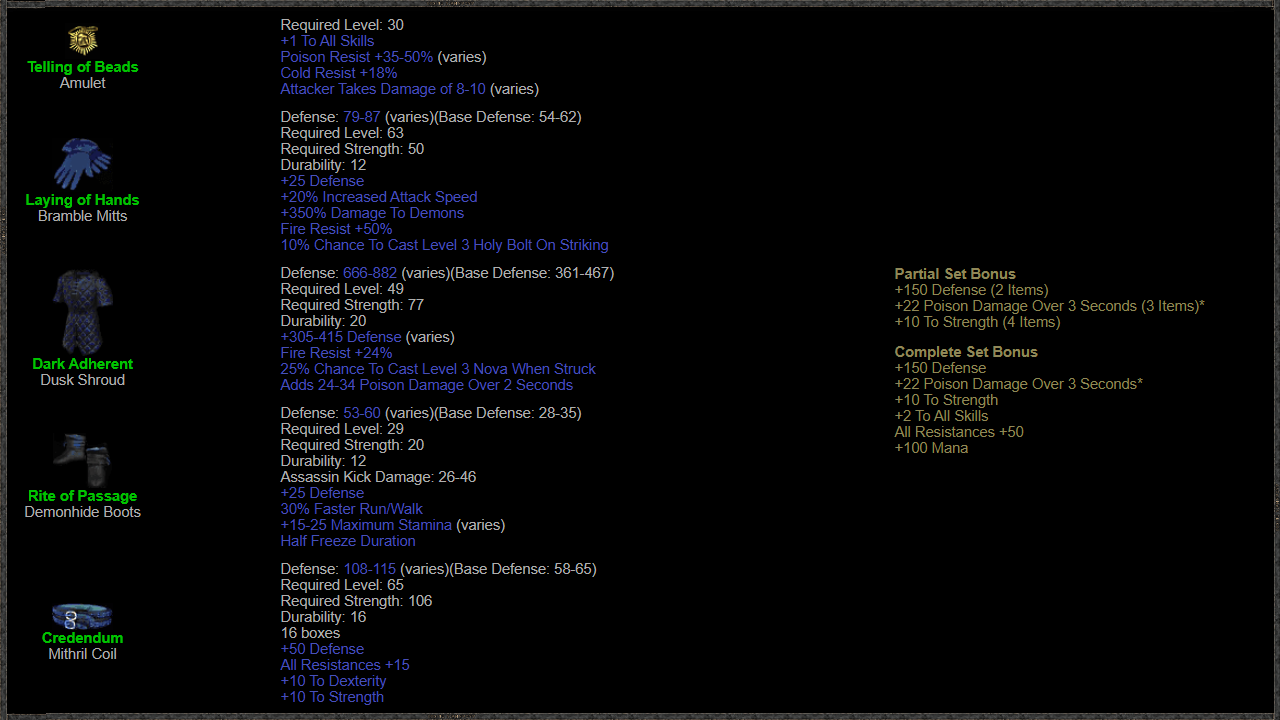 Telling of Beads
Amulet
Required Level: 30
+1 To All Skills
Poison Resist +35-50% (varies)
Cold Resist +18%
Attacker Takes Damage of 8-10 (varies)
Laying of Hands
Bramble Mitts
Defense: 79-87 (varies)(Base Defense: 54-62)
Required Level: 63
Required Strength: 50
Durability: 12
+25 Defense
+20% Increased Attack Speed
+350% Damage To Demons
Fire Resist +50%
10% Chance To Cast Level 3 Holy Bolt On Striking
Dark Adherent
Dusk Shroud
Defense: 666-882 (varies)(Base Defense: 361-467)
Required Level: 49
Required Strength: 77
Durability: 20
+305-415 Defense (varies)
Fire Resist +24%
25% Chance To Cast Level 3 Nova When Struck
Adds 24-34 Poison Damage Over 2 Seconds
Rite of Passage
Demonhide Boots
Defense: 53-60 (varies)(Base Defense: 28-35)
Required Level: 29
Required Strength: 20
Durability: 12
Assassin Kick Damage: 26-46
+25 Defense
30% Faster Run/Walk
+15-25 Maximum Stamina (varies)
Half Freeze Duration
Credendum
Mithril Coil
Defense: 108-115 (varies)(Base Defense: 58-65)
Required Level: 65
Required Strength: 106
Durability: 16
16 boxes
+50 Defense
All Resistances +15
+10 To Dexterity
+10 To Strength
Partial Set Bonus
+150 Defense (2 Items)
+22 Poison Damage Over 3 Seconds (3 Items)*
+10 To Strength (4 Items)
Complete Set Bonus
+150 Defense
+22 Poison Damage Over 3 Seconds*
+10 To Strength
+2 To All Skills
All Resistances +50
+100 Mana